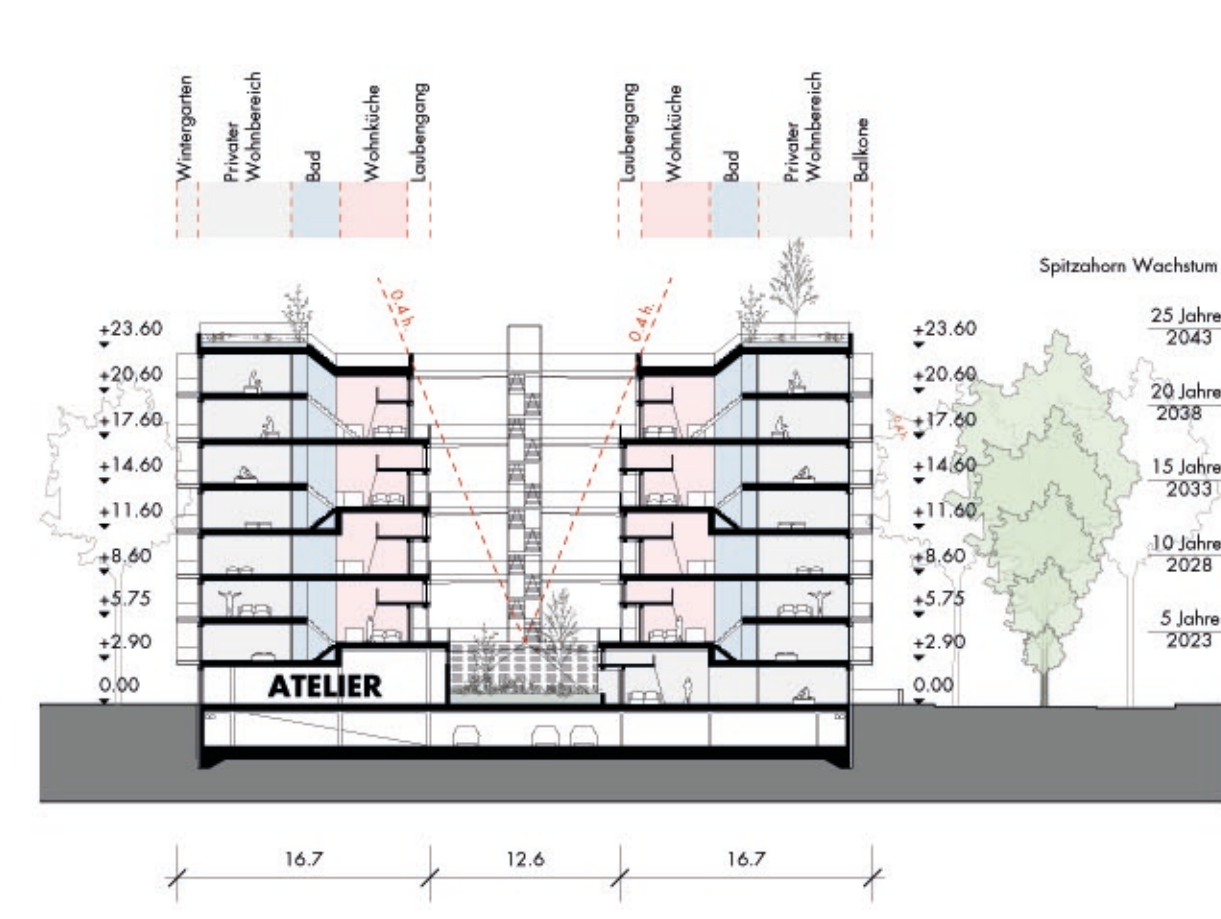 Wintergarten
Privater
Wohnbereich
Bad
Wohnküche
Laubengang
Laubengang
Wohnküche
Bad
Privater
Wohnbereich
Balkone
Spitzahorn Wachstum
0.4 h.
0.4 h.
+23.60
+20.60
+17.60
+14.60
+11.60
+8.60
+5.75
+2.90
0.00
+23.60
+20.60
+17.60
+14.60
+11.60
+8.60
+5.75
+2.90
0.00
25 Jahre
2043
20 Jahre
2038
15 Jahre
2033
10 Jahre
2028
5 Jahre
2023
ATELIER
16.7
12.6
16.7